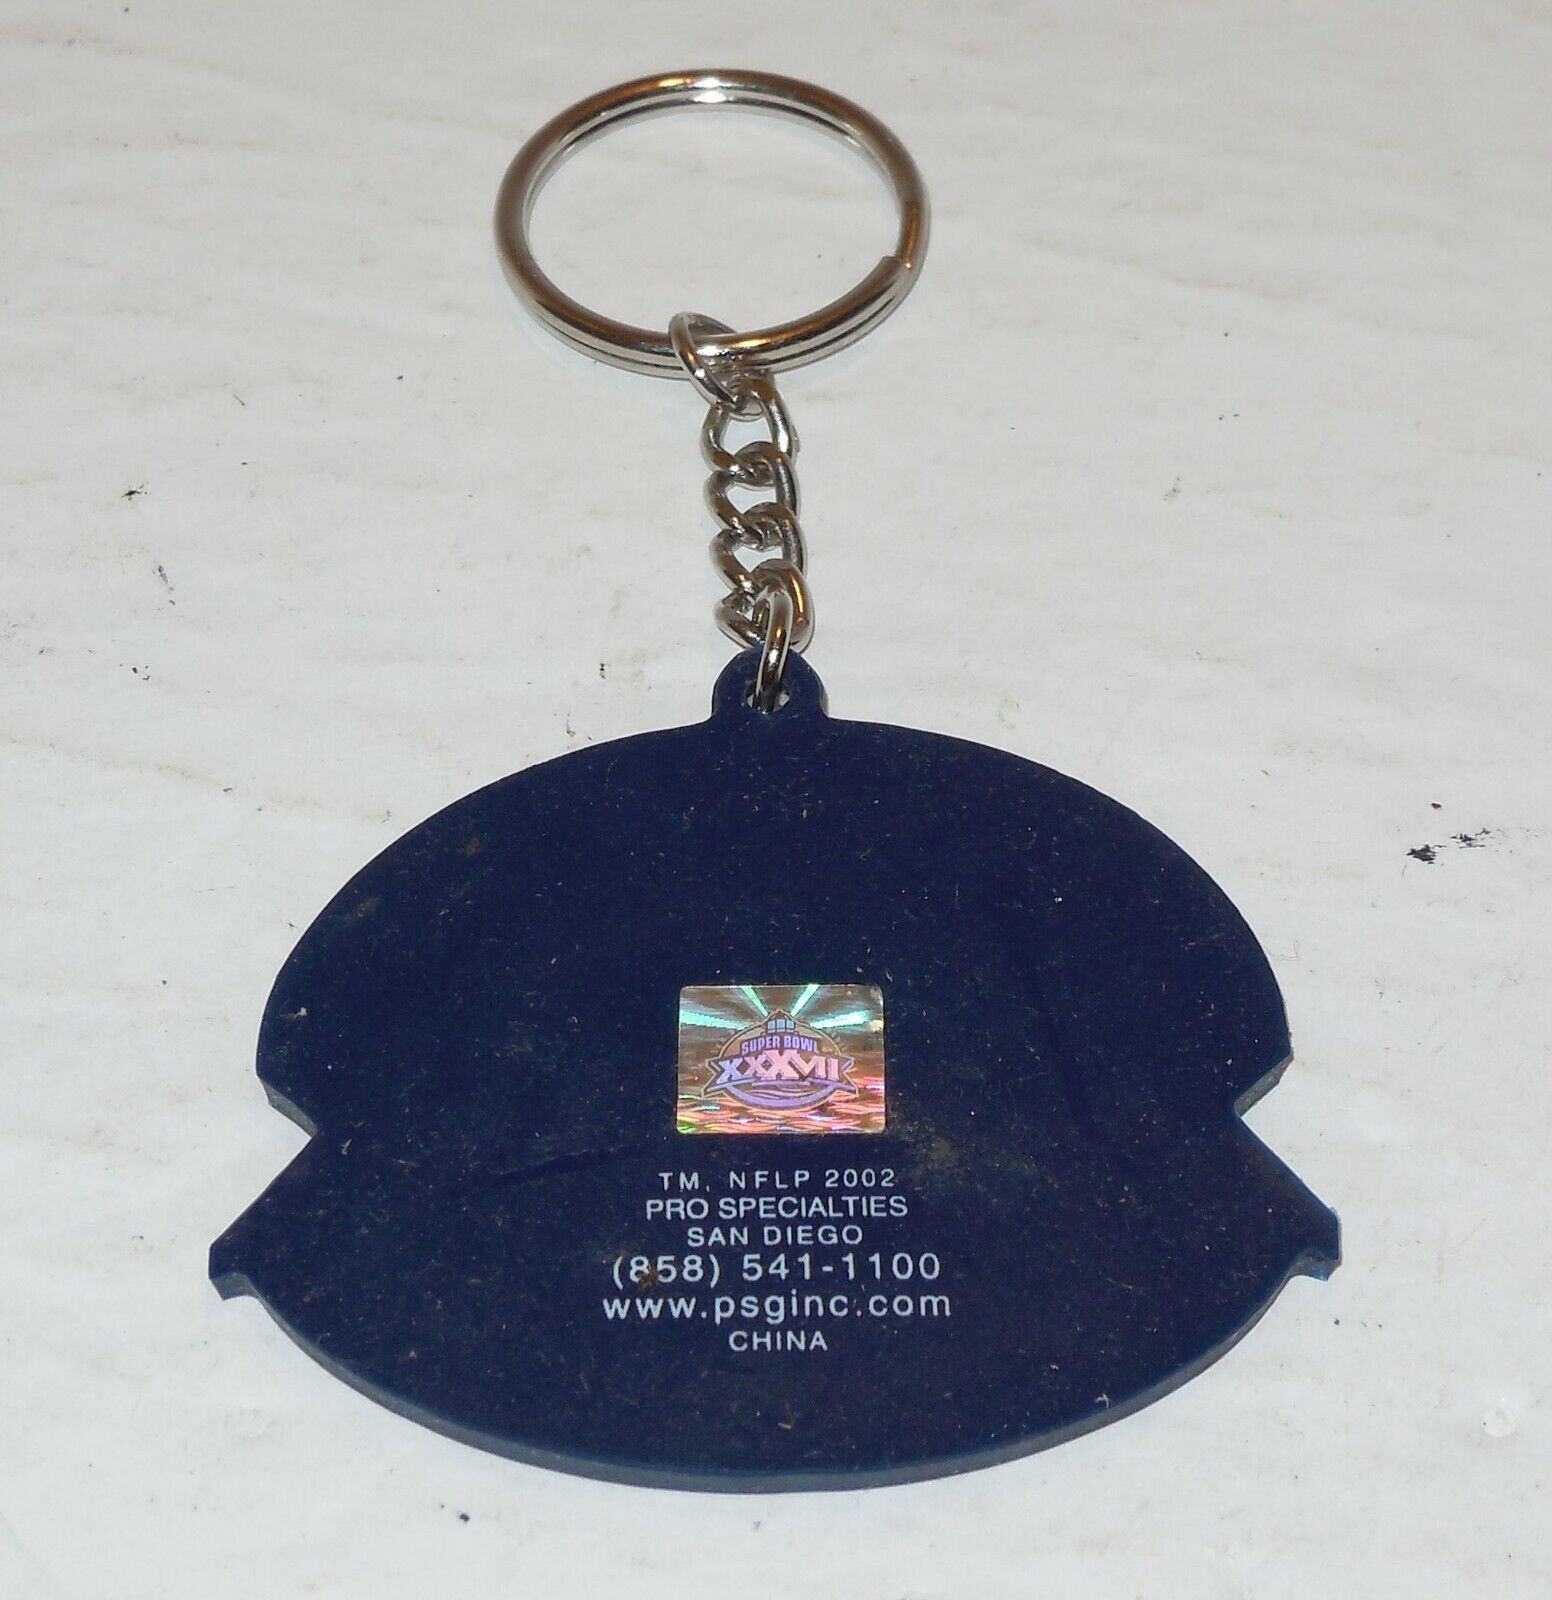 SUPER BOWL
XXXVII
TM, NFLP 2002
PRO SPECIALTIES
SAN DIEGO
(858) 541-1100
www.psginc.com
CHINA